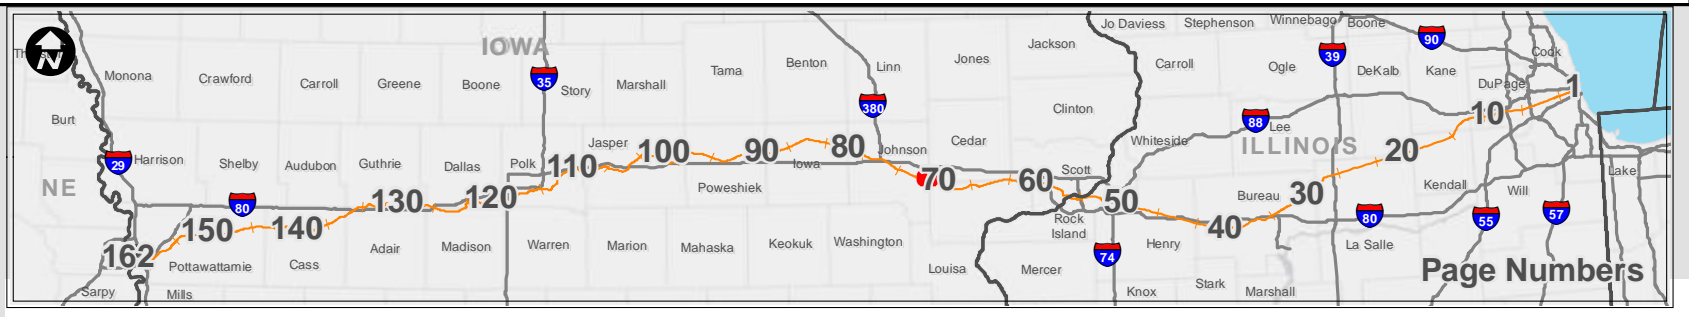 Jo Daviess Stephenson Winnebago Boone
IOWA Jackson 90
N Th Cook
Monona Crawford Carroll Greene Boone 35 Story Marshall Tama Benton Linn Jones Carroll Ogle 39 DeKalb Kane
DuPage 1
Burt 380 Clinton 88 Lee 10
Harrison Shelby Audubon Guthrie Dallas Polk Jasper 100 90 Iowa 80 Johnson Cedar Whiteside ILLINOIS 20
29 110 Scott
NE 80 130 120 Poweshiek 70 60 50 Bureau 30 Kendall Will Lake
150 140 Rock
Island 40 80 55 57
162 Adair Madison Warren Marion Mahaska Keokuk Washington Henry La Salle
Pottawattamie Cass Louisa Mercer 74 Page Numbers
Sarpy Mills Knox Stark Marshall